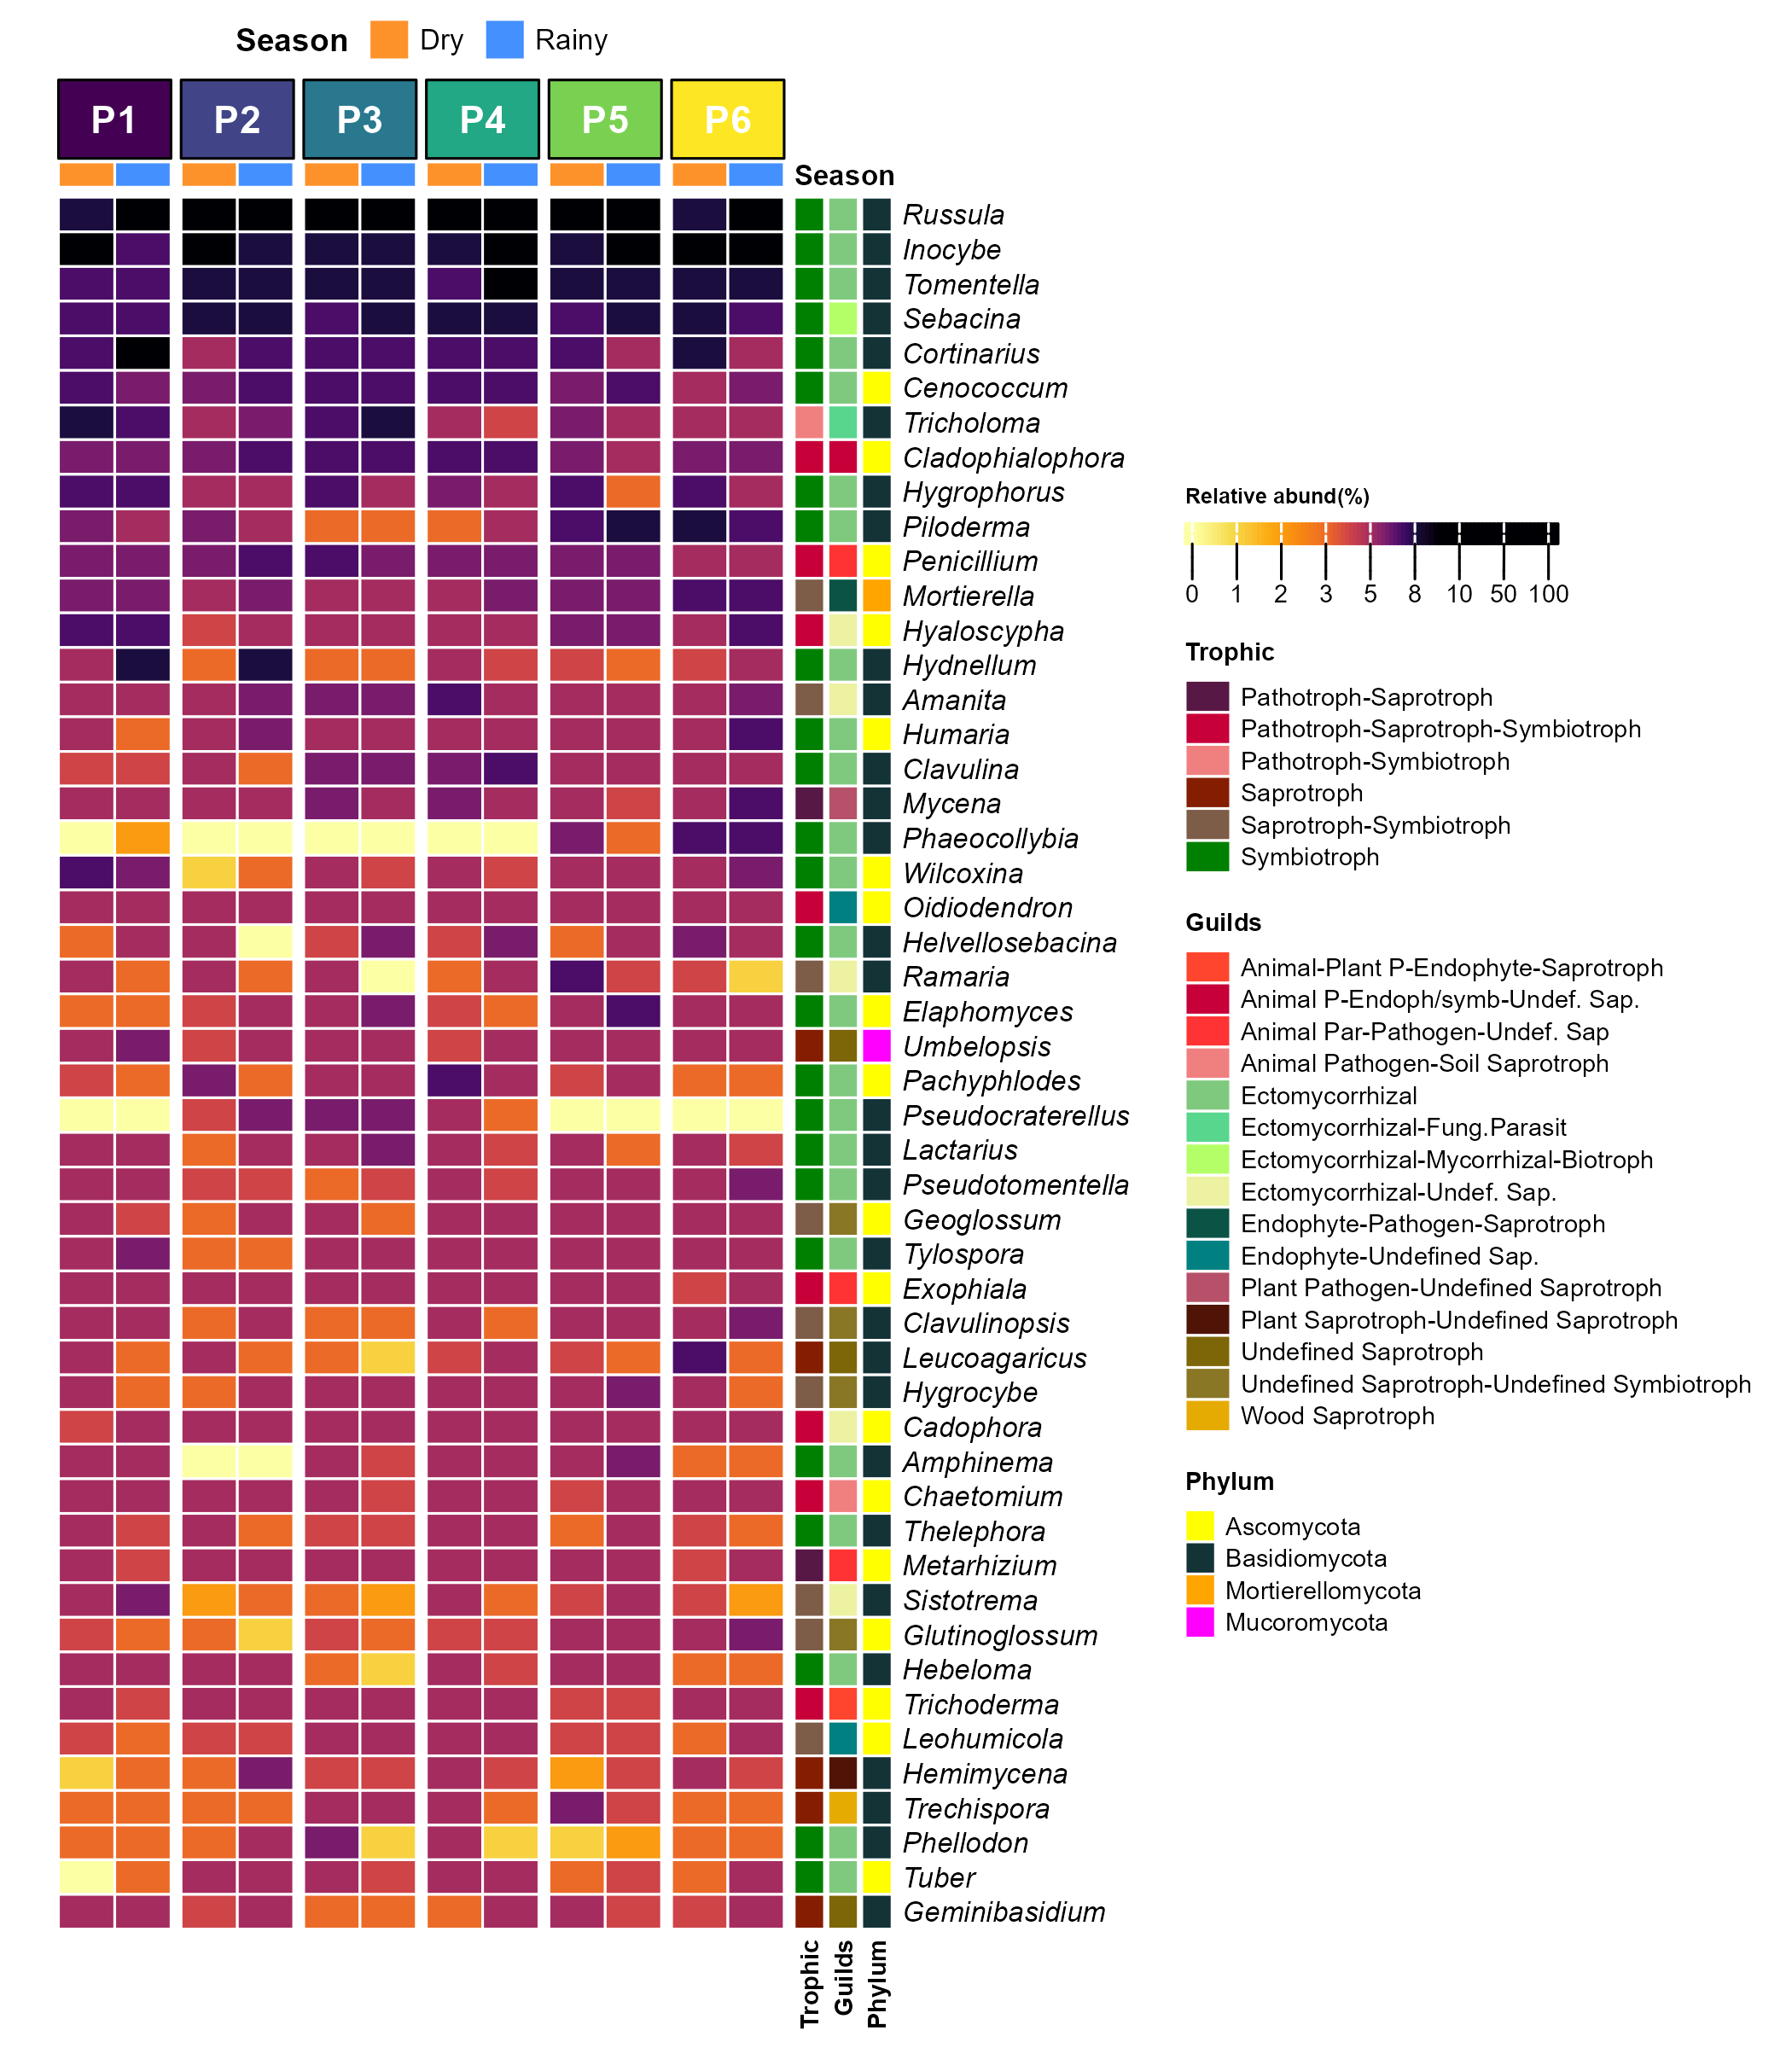 Season Dry Rainy
P1 P2 P3 P4 P5 P6
Season
Russula
Inocybe
Tomentella
Sebacina
Cortinarius
Cenococcum
Tricholoma
Cladophialophora
Hygrophorus
Piloderma
Penicillium
Mortierella
Hyaloscypha
Hydnellum
Amanita
Humaria
Clavulina
Mycena
Phaeocollybia
Wilcoxina
Oidiodendron
Helvellosebacina
Ramaria
Elaphomyces
Umbelopsis
Pachyphlodes
Pseudocraterellus
Lactarius
Pseudotomentella
Geoglossum
Tylospora
Exophiala
Clavulinopsis
Leucoagaricus
Hygrocybe
Cadophora
Amphinema
Chaetomium
Thelephora
Metarhizium
Sistotrema
Glutinoglossum
Hebeloma
Trichoderma
Leohumicola
Hemimycena
Trechispora
Phellodon
Tuber
Geminibasidium
Trophic
Guilds
Phylum
Relative abund(%)
0 1 2 3 5 8 10 50 100
Trophic
Pathotroph-Saprotroph
Pathotroph-Saprotroph-Symbiotroph
Pathotroph-Symbiotroph
Saprotroph
Saprotroph-Symbiotroph
Symbiotroph
Guilds
Animal-Plant P-Endophyte-Saprotroph
Animal P-Endoph/symb-Undef. Sap.
Animal Par-Pathogen-Undef. Sap
Animal Pathogen-Soil Saprotroph
Ectomycorrhizal
Ectomycorrhizal-Fung.Parasit
Ectomycorrhizal-Mycorrhizal-Biotroph
Ectomycorrhizal-Undef. Sap.
Endophyte-Pathogen-Saprotroph
Endophyte-Undefined Sap.
Plant Pathogen-Undefined Saprotroph
Plant Saprotroph-Undefined Saprotroph
Undefined Saprotroph
Undefined Saprotroph-Undefined Symbiotroph
Wood Saprotroph
Phylum
Ascomycota
Basidiomycota
Mortierellomycota
Mucoromycota